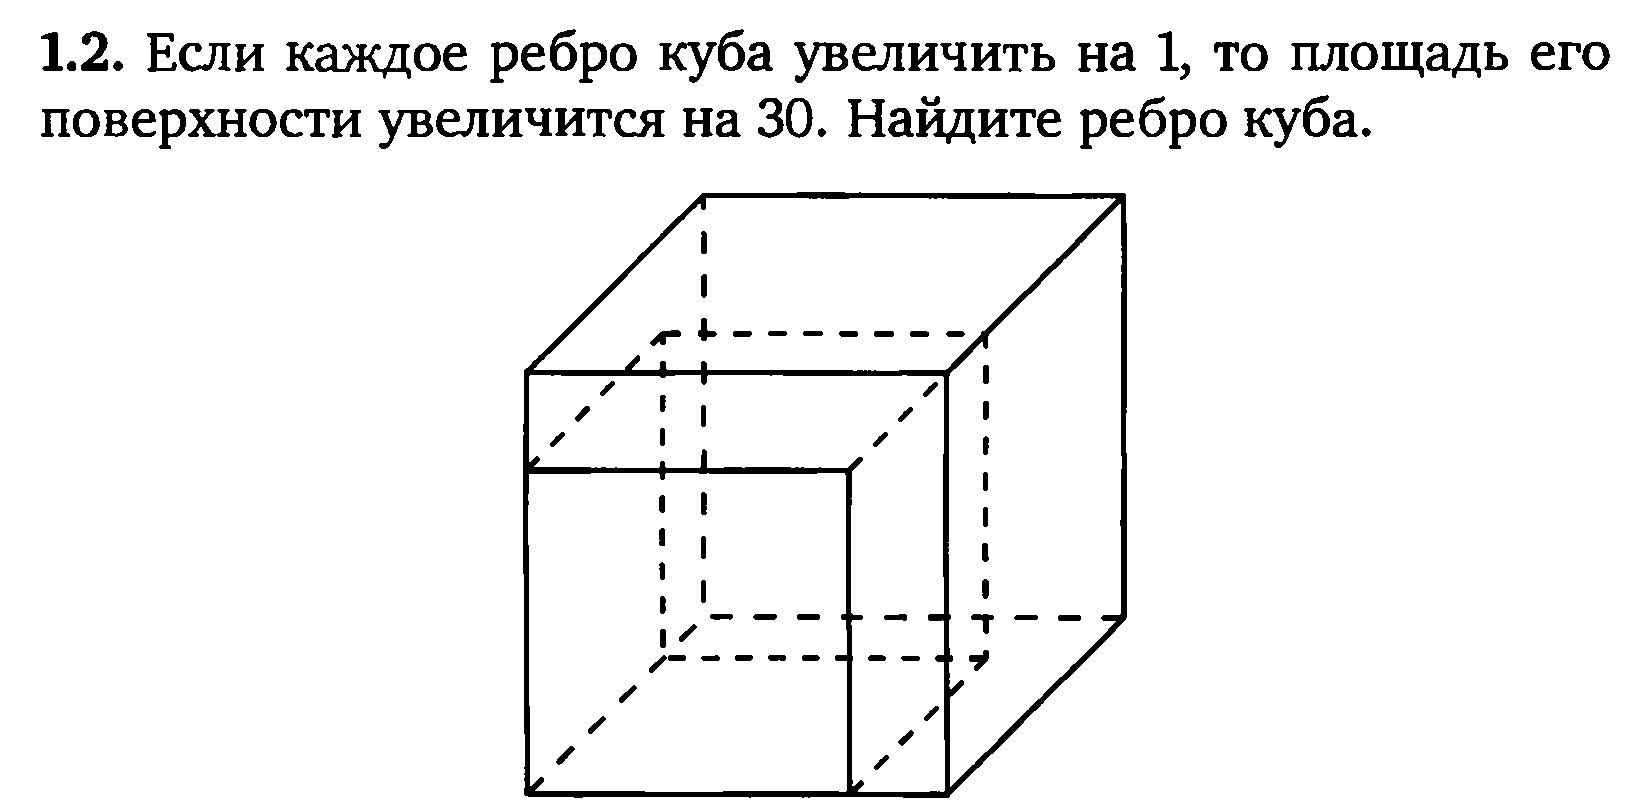 1.2. Если каждое ребро куба увеличить на 1, то площадь его
поверхности увеличится на 30. Найдите ребро куба.